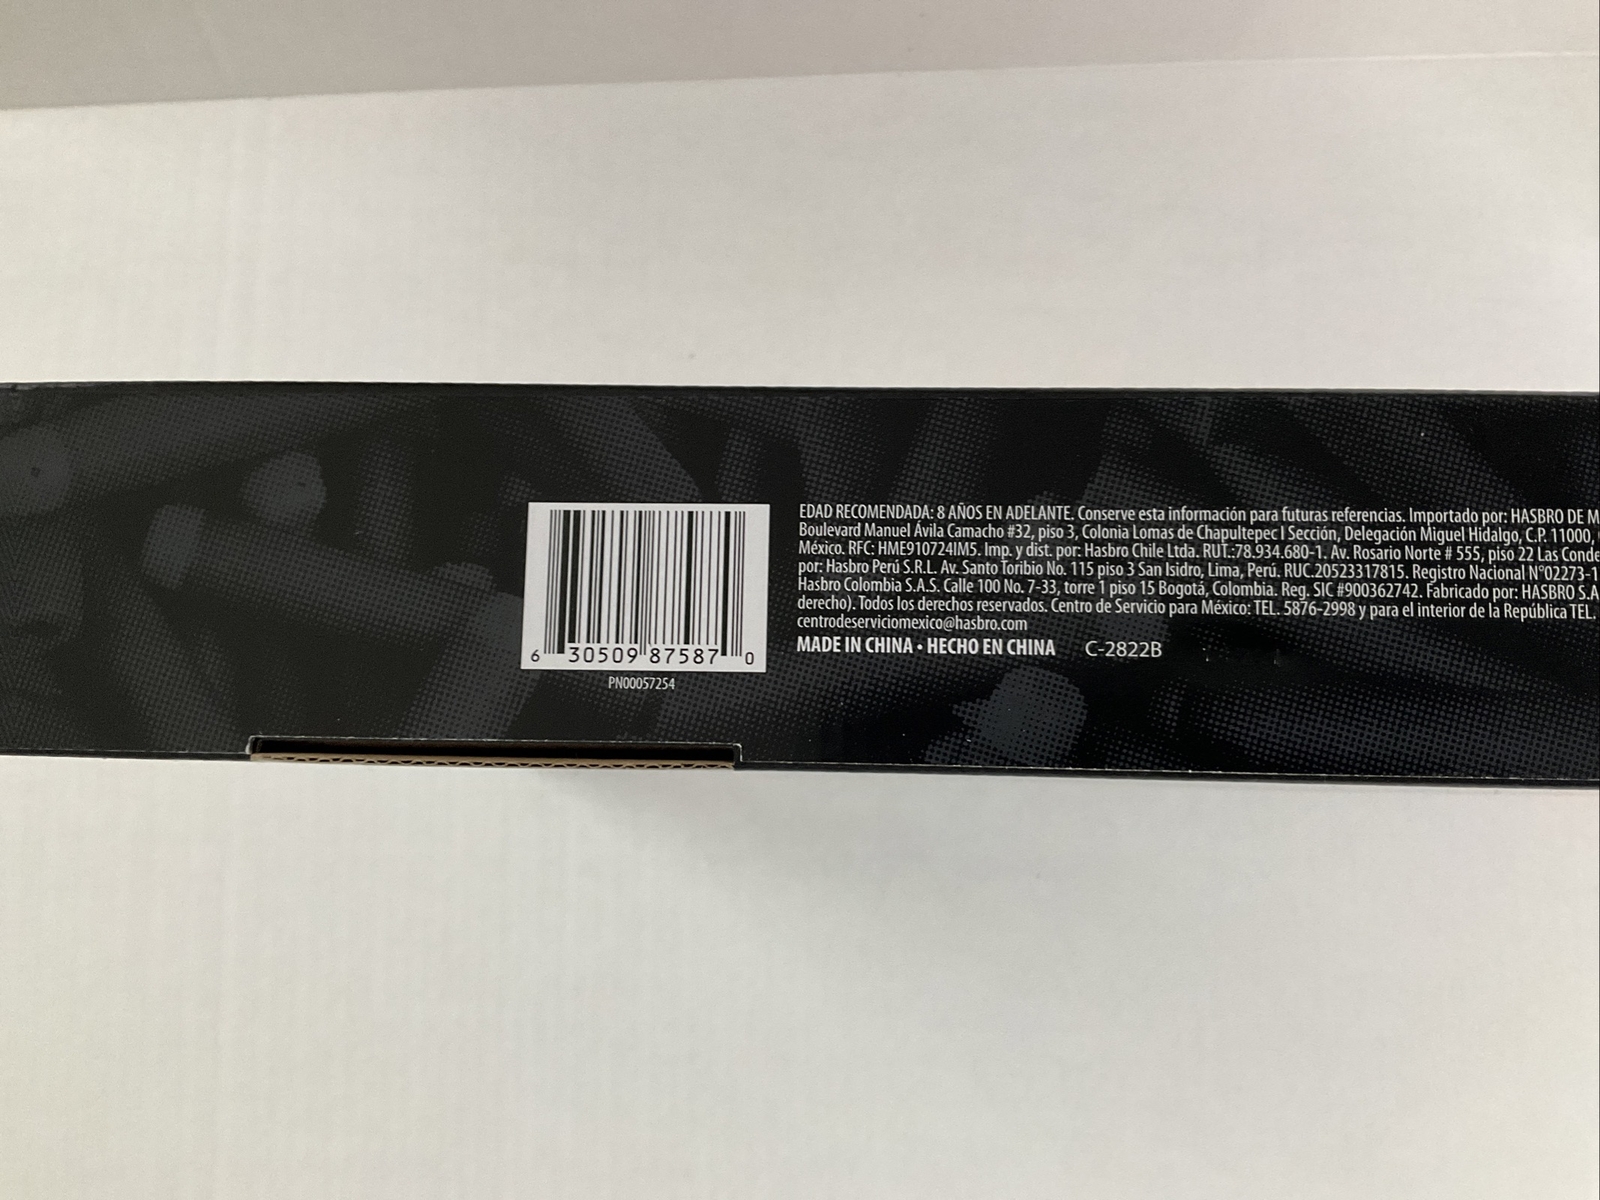 6 30509 87587 0
PN00057254
EDAD RECOMENDADA: 8 AÑOS EN ADELANTE. Conserve esta información para futuras referencias. Importado por: HASBRO DE M
Boulevard Manuel Ávila Camacho #32, piso 3, Colonia Lomas de Chapultepec I Sección, Delegación Miguel Hidalgo, C.P. 11000,
México. RFC: HME910724IM5. Imp. y dist. por: Hasbro Chile Ltda. RUT.:78.934.680-1. Av. Rosario Norte # 555, piso 22 Las Conde
por: Hasbro Perú S.R.L. Av. Santo Toribio No. 115 piso 3 San Isidro, Lima, Perú. RUC.20523317815. Registro Nacional N°02273-1
Hasbro Colombia S.A.S. Calle 100 No. 7-33, torre 1 piso 15 Bogotá, Colombia. Reg. SIC #900362742. Fabricado por: HASBRO S.A
derecho). Todos los derechos reservados. Centro de Servicio para México: TEL. 5876-2998 y para el interior de la República TEL.
centrodeserviciomexico@hasbro.com
MADE IN CHINA • HECHO EN CHINA C-2822B